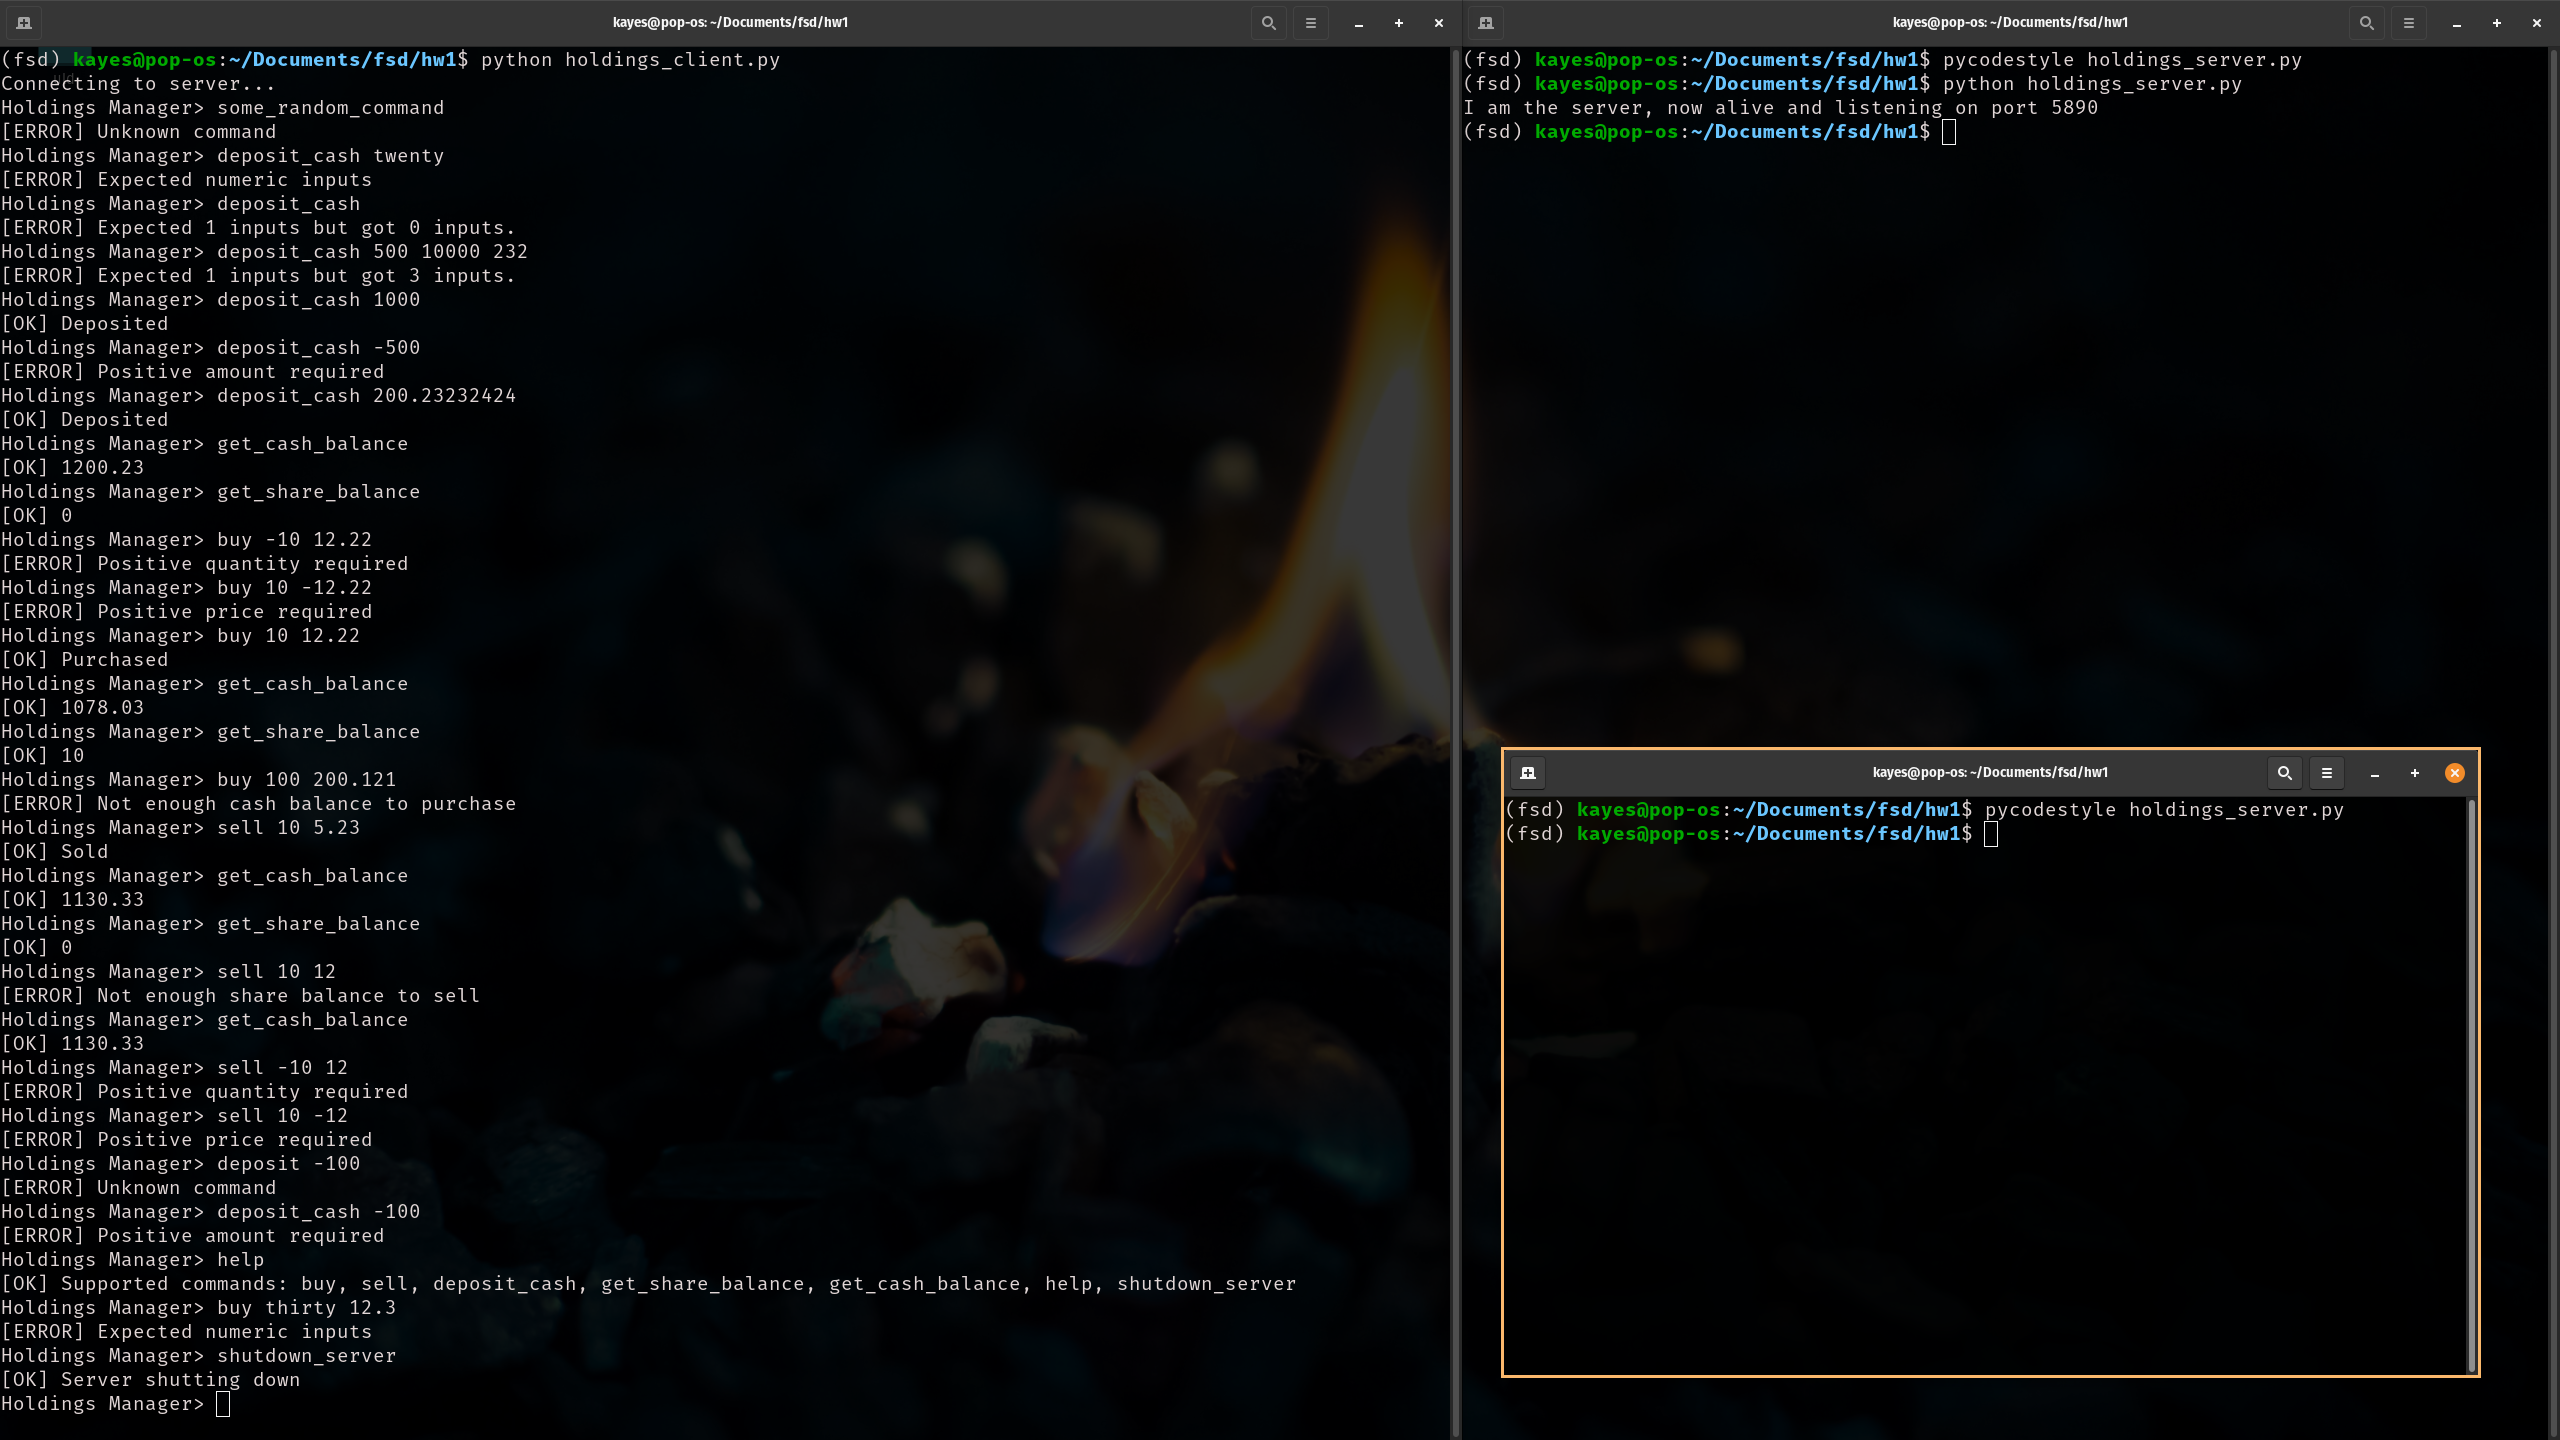 kayes@pop-os: ~/Documents/fsd/hw1
(fsd) kayes@pop-os:~/Documents/fsd/hw1$ python holdings_client.py
Connecting to server...
Holdings Manager> some_random_command
[ERROR] Unknown command
Holdings Manager> deposit_cash twenty
[ERROR] Expected numeric inputs
Holdings Manager> deposit_cash
[ERROR] Expected 1 inputs but got 0 inputs.
Holdings Manager> deposit_cash 500 10000 232
[ERROR] Expected 1 inputs but got 3 inputs.
Holdings Manager> deposit_cash 1000
[OK] Deposited
Holdings Manager> deposit_cash -500
[ERROR] Positive amount required
Holdings Manager> deposit_cash 200.23232424
[OK] Deposited
Holdings Manager> get_cash_balance
[OK] 1200.23
Holdings Manager> get_share_balance
[OK] 0
Holdings Manager> buy -10 12.22
[ERROR] Positive quantity required
Holdings Manager> buy 10 -12.22
[ERROR] Positive price required
Holdings Manager> buy 10 12.22
[OK] Purchased
Holdings Manager> get_cash_balance
[OK] 1078.03
Holdings Manager> get_share_balance
[OK] 10
Holdings Manager> buy 100 200.121
[ERROR] Not enough cash balance to purchase
Holdings Manager> sell 10 5.23
[OK] Sold
Holdings Manager> get_cash_balance
[OK] 1130.33
Holdings Manager> get_share_balance
[OK] 0
Holdings Manager> sell 10 12
[ERROR] Not enough share balance to sell
Holdings Manager> get_cash_balance
[OK] 1130.33
Holdings Manager> sell -10 12
[ERROR] Positive quantity required
Holdings Manager> sell 10 -12
[ERROR] Positive price required
Holdings Manager> deposit -100
[ERROR] Unknown command
Holdings Manager> deposit_cash -100
[ERROR] Positive amount required
Holdings Manager> help
[OK] Supported commands: buy, sell, deposit_cash, get_share_balance, get_cash_balance, help, shutdown_server
Holdings Manager> buy thirty 12.3
[ERROR] Expected numeric inputs
Holdings Manager> shutdown_server
[OK] Server shutting down
Holdings Manager>
kayes@pop-os: ~/Documents/fsd/hw1
(fsd) kayes@pop-os:~/Documents/fsd/hw1$ pycodestyle holdings_server.py
(fsd) kayes@pop-os:~/Documents/fsd/hw1$ python holdings_server.py
I am the server, now alive and listening on port 5890
(fsd) kayes@pop-os:~/Documents/fsd/hw1$
kayes@pop-os: ~/Documents/fsd/hw1
(fsd) kayes@pop-os:~/Documents/fsd/hw1$ pycodestyle holdings_server.py
(fsd) kayes@pop-os:~/Documents/fsd/hw1$